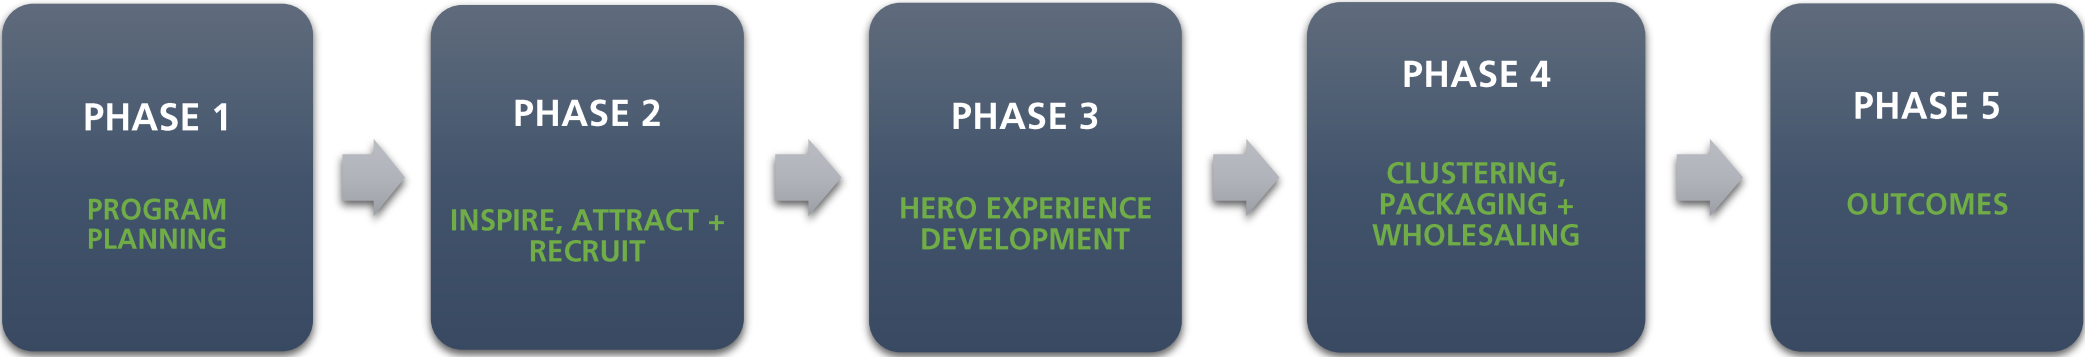 PHASE 1
PROGRAM
PLANNING
PHASE 2
INSPIRE, ATTRACT +
RECRUIT
PHASE 3
HERO EXPERIENCE
DEVELOPMENT
PHASE 4
CLUSTERING,
PACKAGING +
WHOLESALING
PHASE 5
OUTCOMES